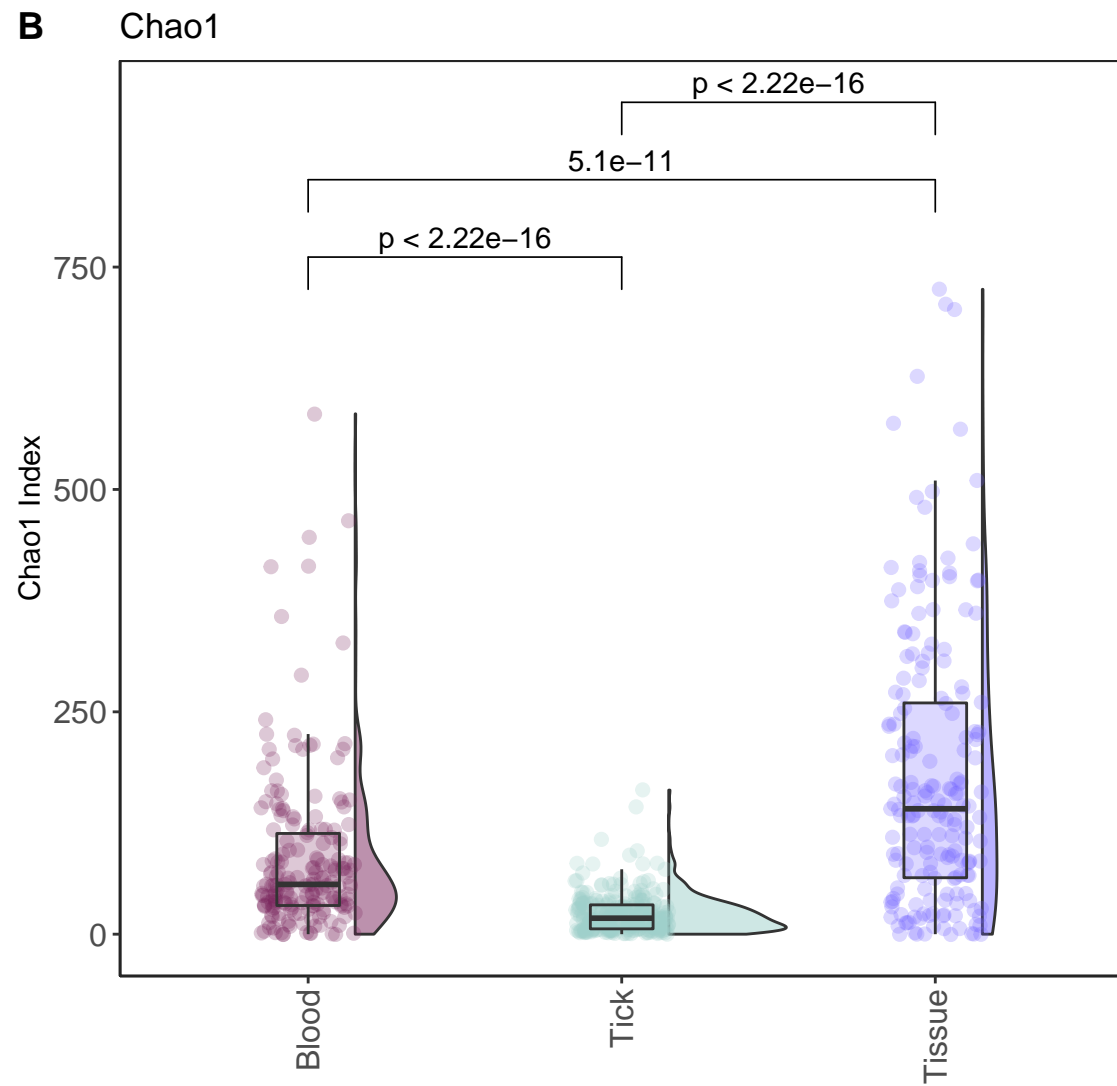 B Chao1
p < 2.22e−16
5.1e−11
p < 2.22e−16
750
500
250
0
Chao1 Index
Blood
Tick
Tissue